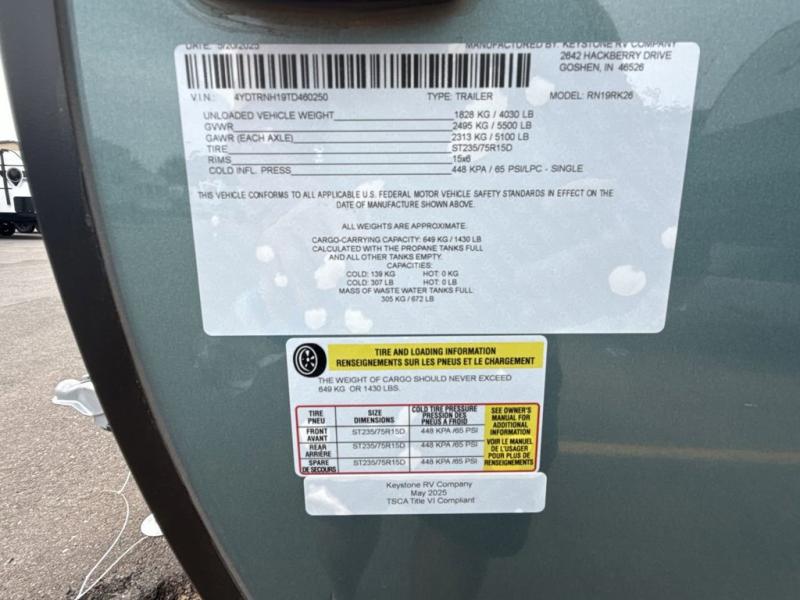 DATE: 5/20/2025 MANUFACTURED BY: KEYSTONE RV COMPANY
2642 HACKBERRY DRIVE
GOSHEN, IN 46526
V.I.N.: 4YDTRNH19TD460250 TYPE: TRAILER MODEL: RN19RK26
UNLOADED VEHICLE WEIGHT 1828 KG / 4030 LB
GVWR 2495 KG / 5500 LB
GAWR (EACH AXLE) 2313 KG / 5100 LB
TIRE ST235/75R15D
RIMS 15x6
COLD INFL. PRESS 448 KPA / 65 PSI/LPC - SINGLE
THIS VEHICLE CONFORMS TO ALL APPLICABLE U.S. FEDERAL MOTOR VEHICLE SAFETY STANDARDS IN EFFECT ON THE
DATE OF MANUFACTURE SHOWN ABOVE.
ALL WEIGHTS ARE APPROXIMATE.
CARGO-CARRYING CAPACITY: 649 KG / 1430 LB
CALCULATED WITH THE PROPANE TANKS FULL
AND ALL OTHER TANKS EMPTY.
CAPACITIES:
COLD: 139 KG HOT: 0 KG
COLD: 307 LB HOT: 0 LB
MASS OF WASTE WATER TANKS FULL:
305 KG / 672 LB
TIRE AND LOADING INFORMATION
RENSEIGNEMENTS SUR LES PNEUS ET LE CHARGEMENT
THE WEIGHT OF CARGO SHOULD NEVER EXCEED
649 KG OR 1430 LBS.
TIRE
PNEU
SIZE
DIMENSIONS
COLD TIRE PRESSURE
PRESSION DES
PNEUS A FROID
FRONT
AVANT
ST235/75R15D
448 KPA /65 PSI
REAR
ARRIÈRE
ST235/75R15D
448 KPA /65 PSI
SPARE
DE SECOURS
ST235/75R15D
448 KPA /65 PSI
SEE OWNER'S
MANUAL FOR
ADDITIONAL
INFORMATION
VOIR LE MANUEL
DE L'USAGER
POUR PLUS DE
RENSEIGNEMENTS
Keystone RV Company
May 2025
TSCA Title VI Compliant